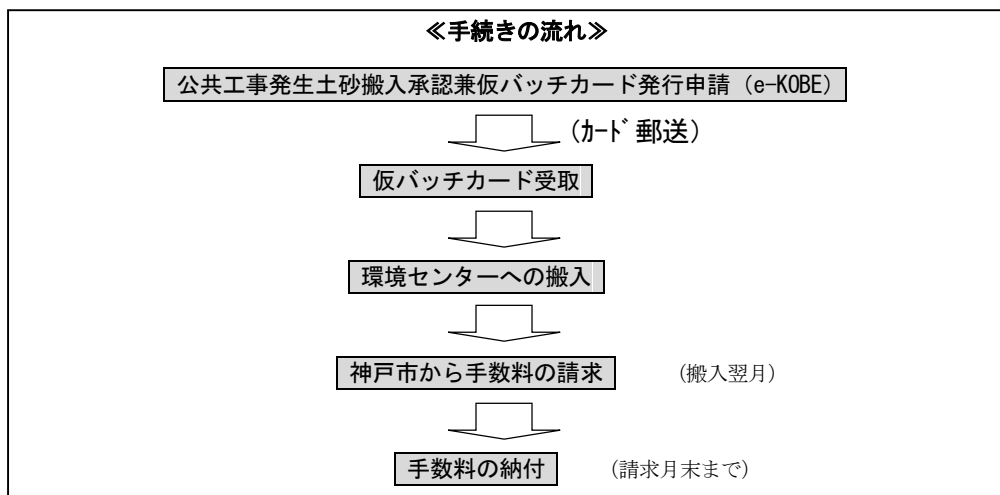 ≪手続きの流れ≫
公共工事発生土砂搬入承認兼仮バッチカード発行申請（e-KOBE）
（ｶｰﾄﾞ郵送）
仮バッチカード受取
環境センターへの搬入
神戸市から手数料の請求 （搬入翌月）
手数料の納付 （請求月末まで）